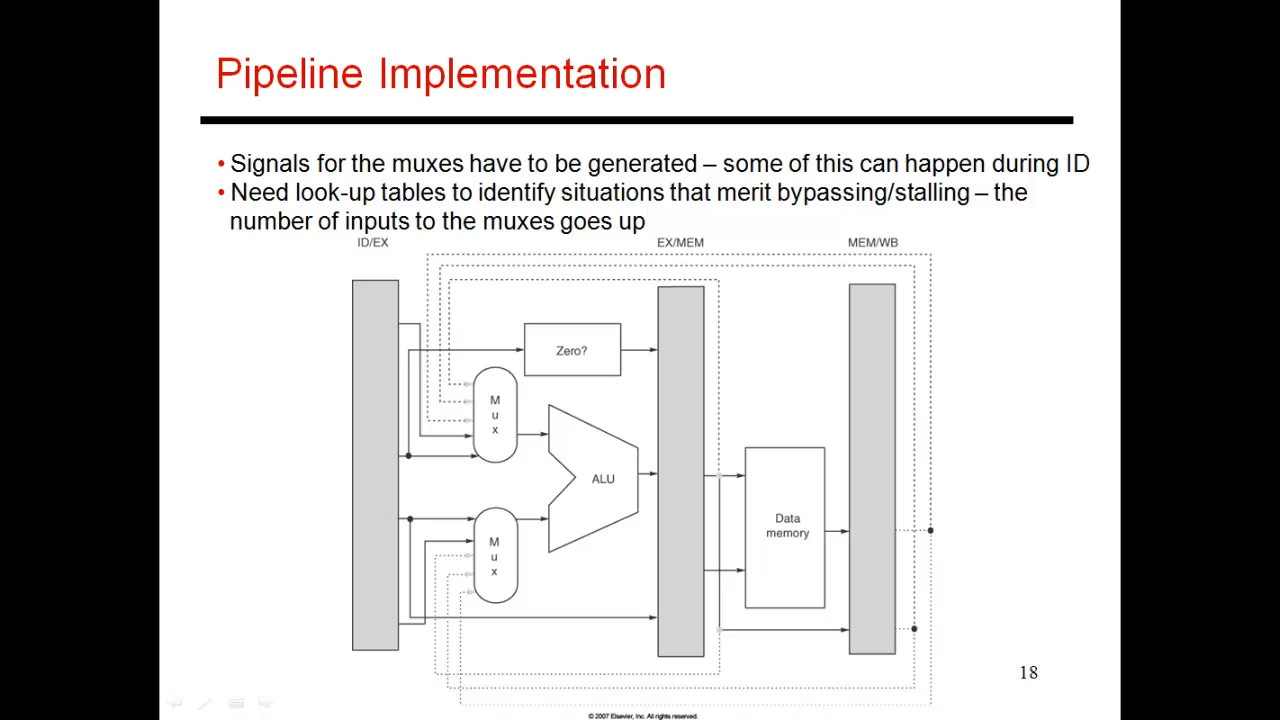 Pipeline Implementation
• Signals for the muxes have to be generated – some of this can happen during ID
• Need look-up tables to identify situations that merit bypassing/stalling – the
number of inputs to the muxes goes up
ID/EX
EX/MEM
MEM/WB
Zero?
M
u
x
ALU
M
u
x
Data
memory
18
© 2007 Elsevier, Inc. All rights reserved.